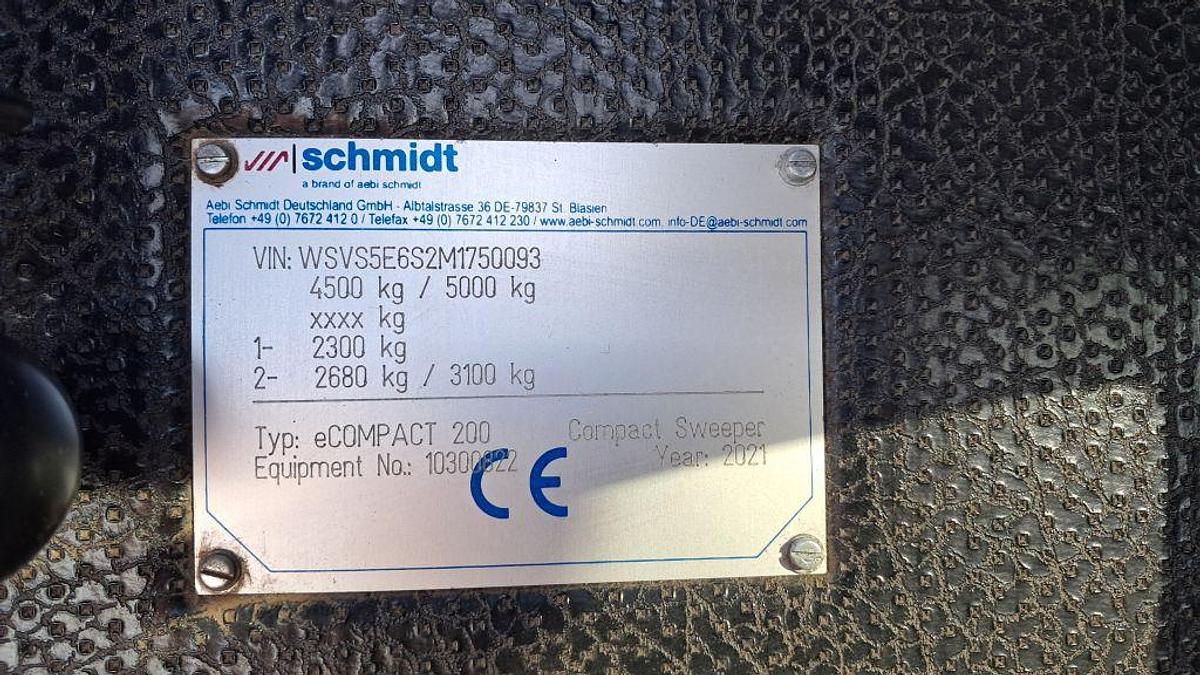 schmidt
a brand of aebi schmidt
Aebi Schmidt Deutschland GmbH - Albtalstrasse 36 DE-79837 St. Blasien
Telefon +49 (0) 7672 412 0 / Telefax +49 (0) 7672 412 230 / www.aebi-schmidt.com, info-DE@aebi-schmidt.com
VIN: WSVS5E6S2M1750093
4500 kg / 5000 kg
xxxx kg
1- 2300 kg
2- 2680 kg / 3100 kg
Typ: eCOMPACT 200 Compact Sweeper
Equipment No.: 10300822 Year: 2021
CE